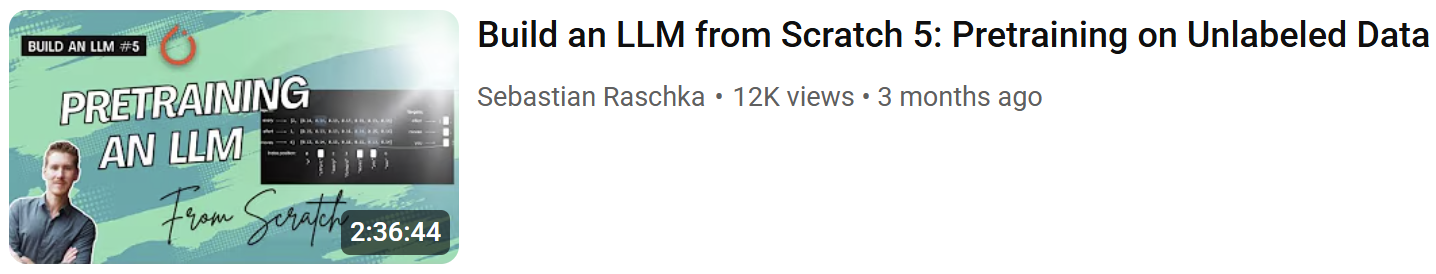 BUILD AN LLM #5
PRETRAINING
AN LLM
From Scratch
2:36:44
Build an LLM from Scratch 5: Pretraining on Unlabeled Data
Sebastian Raschka • 12K views • 3 months ago